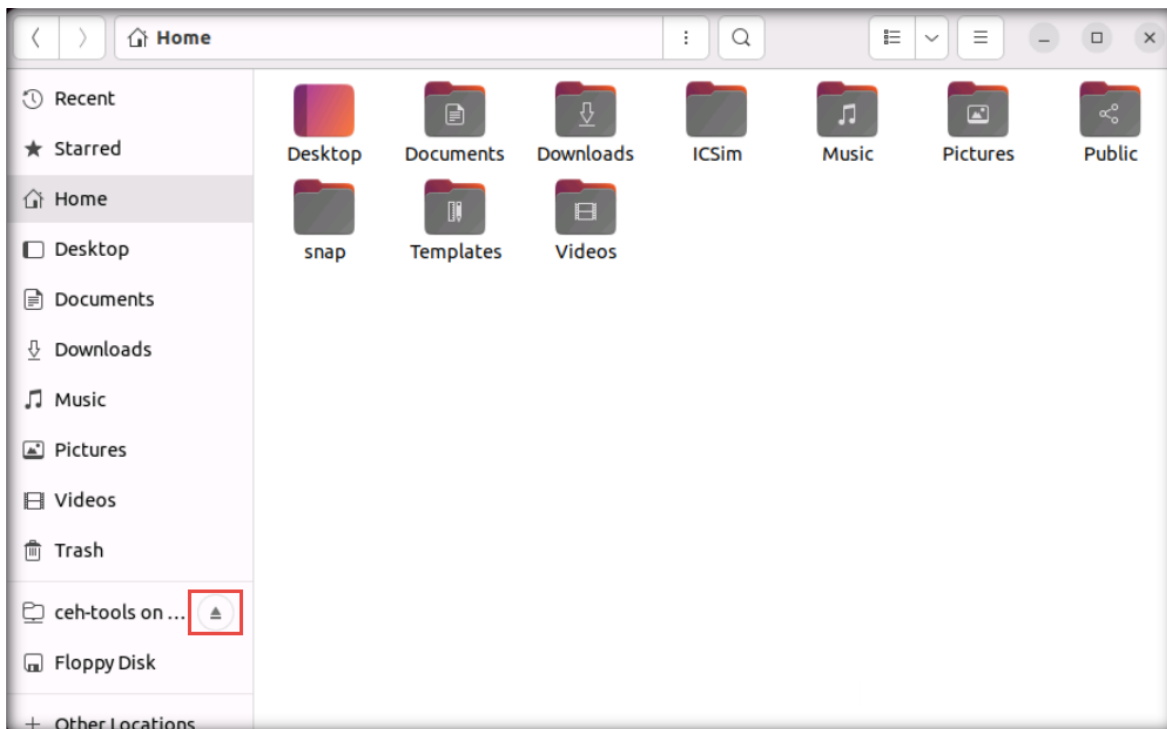 Home
Recent
Starred
Home
Desktop
Documents
Downloads
Music
Pictures
Videos
Trash
ceh-tools on ...
Floppy Disk
Other Locations
Desktop Documents Downloads ICSim Music Pictures Public
snap Templates Videos